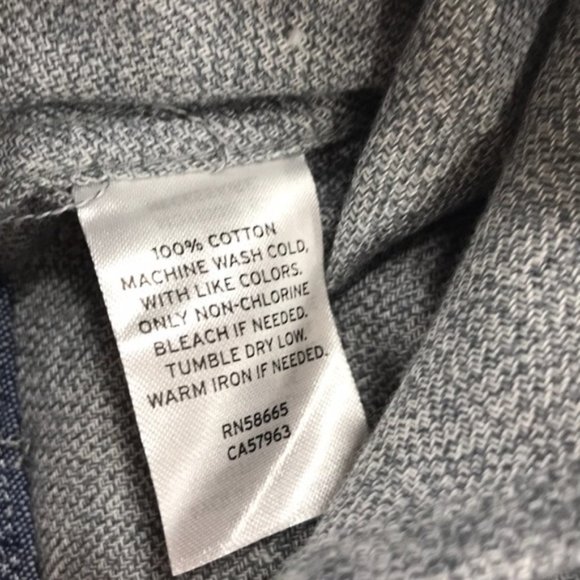 100% COTTON
MACHINE WASH COLD,
WITH LIKE COLORS.
ONLY NON-CHLORINE
BLEACH IF NEEDED.
TUMBLE DRY LOW.
WARM IRON IF NEEDED.
RN58665
CA57963